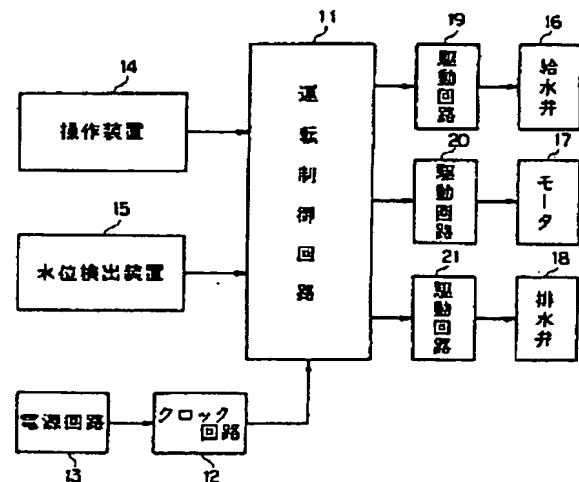 11
運転制御回路
14
操作装置
15
水位検出装置
19
駆動回路
16
給水弁
20
駆動回路
17
モータ
21
駆動回路
18
排水弁
電源回路
13
クロック
回路
12